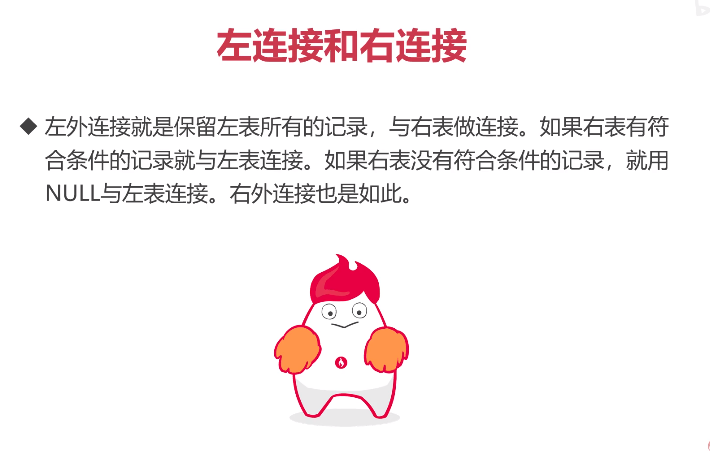 左连接和右连接
◆ 左外连接就是保留左表所有的记录，与右表做连接。如果右表有符
合条件的记录就与左表连接。如果右表没有符合条件的记录，就用
NULL与左表连接。右外连接也是如此。